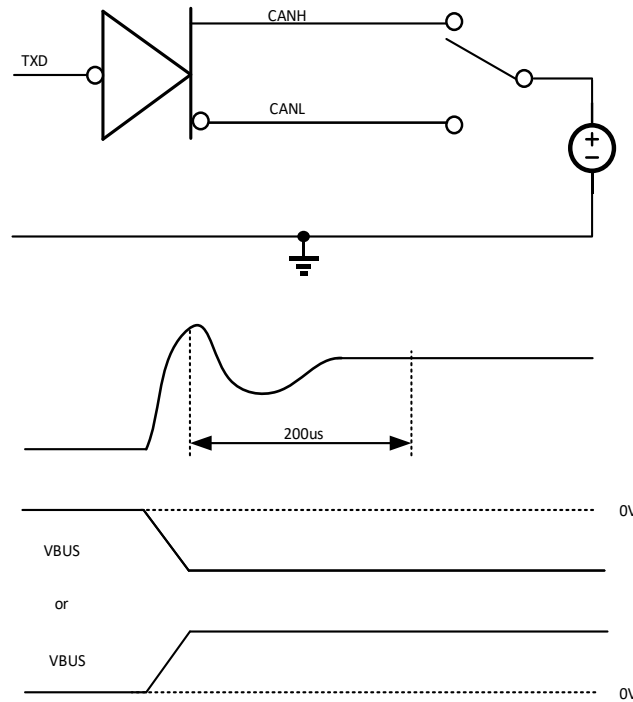 CANH
TXD
CANL
+
−
200us
0V
VBUS
or
VBUS
0V